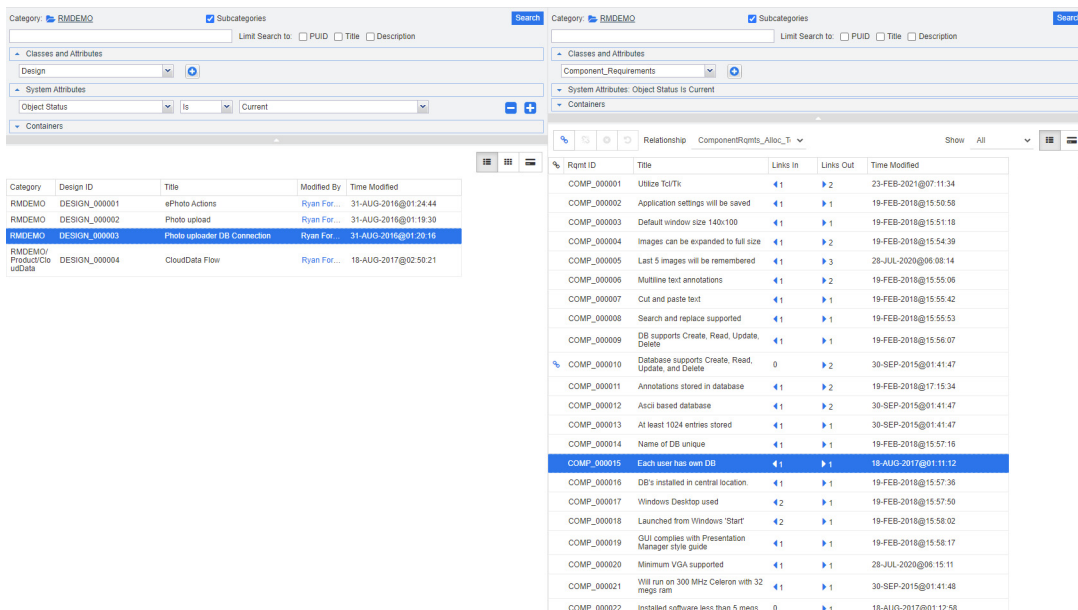 Category: RMDEMO Subcategories Search
Limit Search to: PUID Title Description
Classes and Attributes
Design
System Attributes
Object Status Is Current
Containers
Category Design ID Title Modified By Time Modified
RMDEMO DESIGN_000001 ePhoto Actions Ryan For... 31-AUG-2016@01:24:44
RMDEMO DESIGN_000002 Photo upload Ryan For... 31-AUG-2016@01:19:30
RMDEMO DESIGN_000003 Photo uploader DB Connection Ryan For... 31-AUG-2016@01:20:16
RMDEMO/
Product/Clo
udData
DESIGN_000004 CloudData Flow Ryan For... 18-AUG-2017@02:50:21
Category: RMDEMO Subcategories Searc
Limit Search to: PUID Title Description
Classes and Attributes
Component_Requirements
System Attributes: Object Status Is Current
Containers
Relationship ComponentRqmts_Alloc_T Show All
Rqmt ID Title Links In Links Out Time Modified
COMP_000001 Utilize Tcl/Tk 1 2 23-FEB-2021@07:11:34
COMP_000002 Application settings will be saved 1 1 19-FEB-2018@15:50:58
COMP_000003 Default window size 140x100 1 1 19-FEB-2018@15:51:18
COMP_000004 Images can be expanded to full size 1 2 19-FEB-2018@15:54:39
COMP_000005 Last 5 images will be remembered 1 3 28-JUL-2020@06:08:14
COMP_000006 Multiline text annotations 1 2 19-FEB-2018@15:55:06
COMP_000007 Cut and paste text 1 1 19-FEB-2018@15:55:42
COMP_000008 Search and replace supported 1 1 19-FEB-2018@15:55:53
COMP_000009 DB supports Create, Read, Update,
Delete 1 1 19-FEB-2018@15:56:07
COMP_000010 Database supports Create, Read,
Update, and Delete 0 2 30-SEP-2015@01:41:47
COMP_000011 Annotations stored in database 1 2 19-FEB-2018@17:15:34
COMP_000012 Ascii based database 1 2 30-SEP-2015@01:41:47
COMP_000013 At least 1024 entries stored 1 1 30-SEP-2015@01:41:47
COMP_000014 Name of DB unique 1 1 19-FEB-2018@15:57:16
COMP_000015 Each user has own DB 1 1 18-AUG-2017@01:11:12
COMP_000016 DB's installed in central location. 1 1 19-FEB-2018@15:57:36
COMP_000017 Windows Desktop used 2 1 19-FEB-2018@15:57:50
COMP_000018 Launched from Windows 'Start' 2 1 19-FEB-2018@15:58:02
COMP_000019 GUI complies with Presentation
Manager style guide 1 1 19-FEB-2018@15:58:17
COMP_000020 Minimum VGA supported 1 1 28-JUL-2020@06:15:11
COMP_000021 Will run on 300 MHz Celeron with 32
megs ram 1 1 30-SEP-2015@01:41:48
COMP_000022 Installed software less than 5 megs 0 1 18-AUG-2017@01:12:58